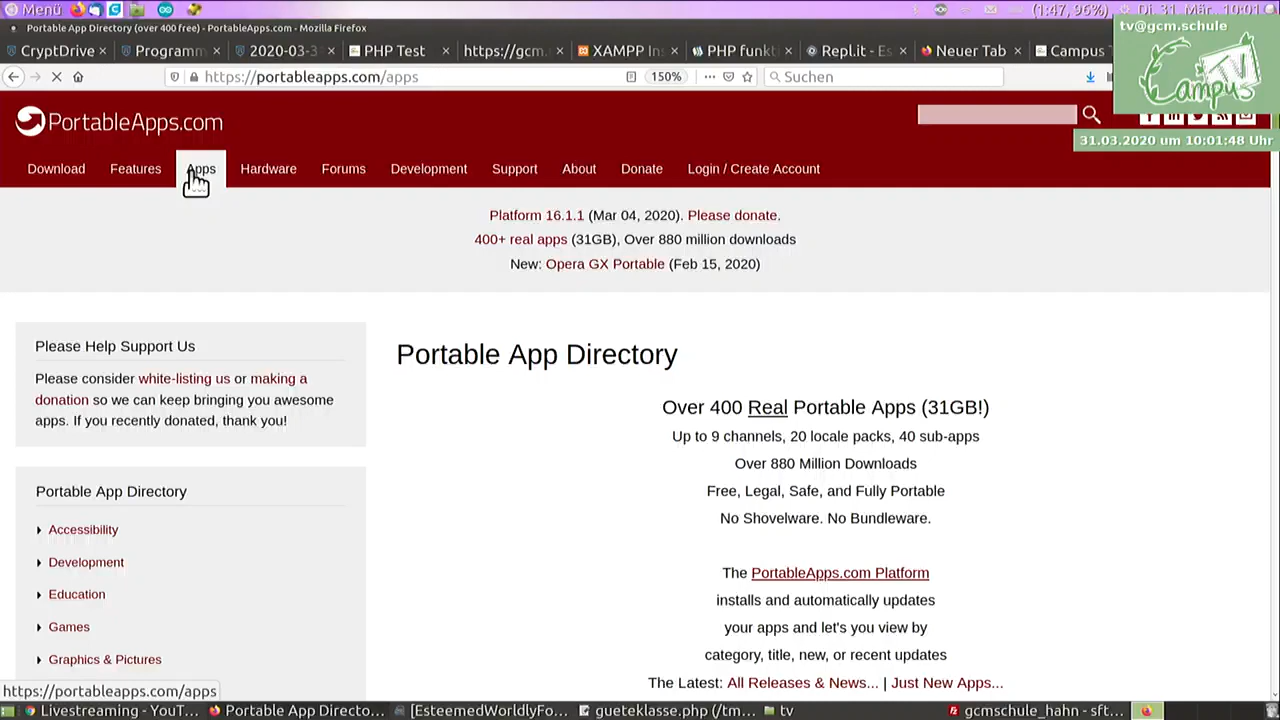 Menü
(1:47, 96%)
Di, 31. Mär, 10:01
Portable App Directory (over 400 free) - PortableApps.com - Mozilla Firefox
tv@gcm.schule
CryptDrive
Programm
2020-03-3
PHP Test
https://gcm.
XAMPP Ins
PHP funkt
Repl.it - Es
Neuer Tab
Campus
TV
Campus
https://portableapps.com/apps
150%
Suchen
PortableApps.com
31.03.2020 um 10:01:48 Uhr
Download
Features
Apps
Hardware
Forums
Development
Support
About
Donate
Login / Create Account
Platform 16.1.1 (Mar 04, 2020). Please donate.
400+ real apps (31GB), Over 880 million downloads
New: Opera GX Portable (Feb 15, 2020)
Please Help Support Us
Please consider white-listing us or making a
donation so we can keep bringing you awesome
apps. If you recently donated, thank you!
Portable App Directory
Accessibility
Development
Education
Games
Graphics & Pictures
Portable App Directory
Over 400 Real Portable Apps (31GB!)
Up to 9 channels, 20 locale packs, 40 sub-apps
Over 880 Million Downloads
Free, Legal, Safe, and Fully Portable
No Shovelware. No Bundleware.
The PortableApps.com Platform
installs and automatically updates
your apps and let's you view by
category, title, new, or recent updates
The Latest: All Releases & News... | Just New Apps...
https://portableapps.com/apps
Livestreaming - YouT...
Portable App Directo...
[EsteemedWorldlyFo...
gueteklasse.php (/tm...
tv
gcmschule_hahn - sft...